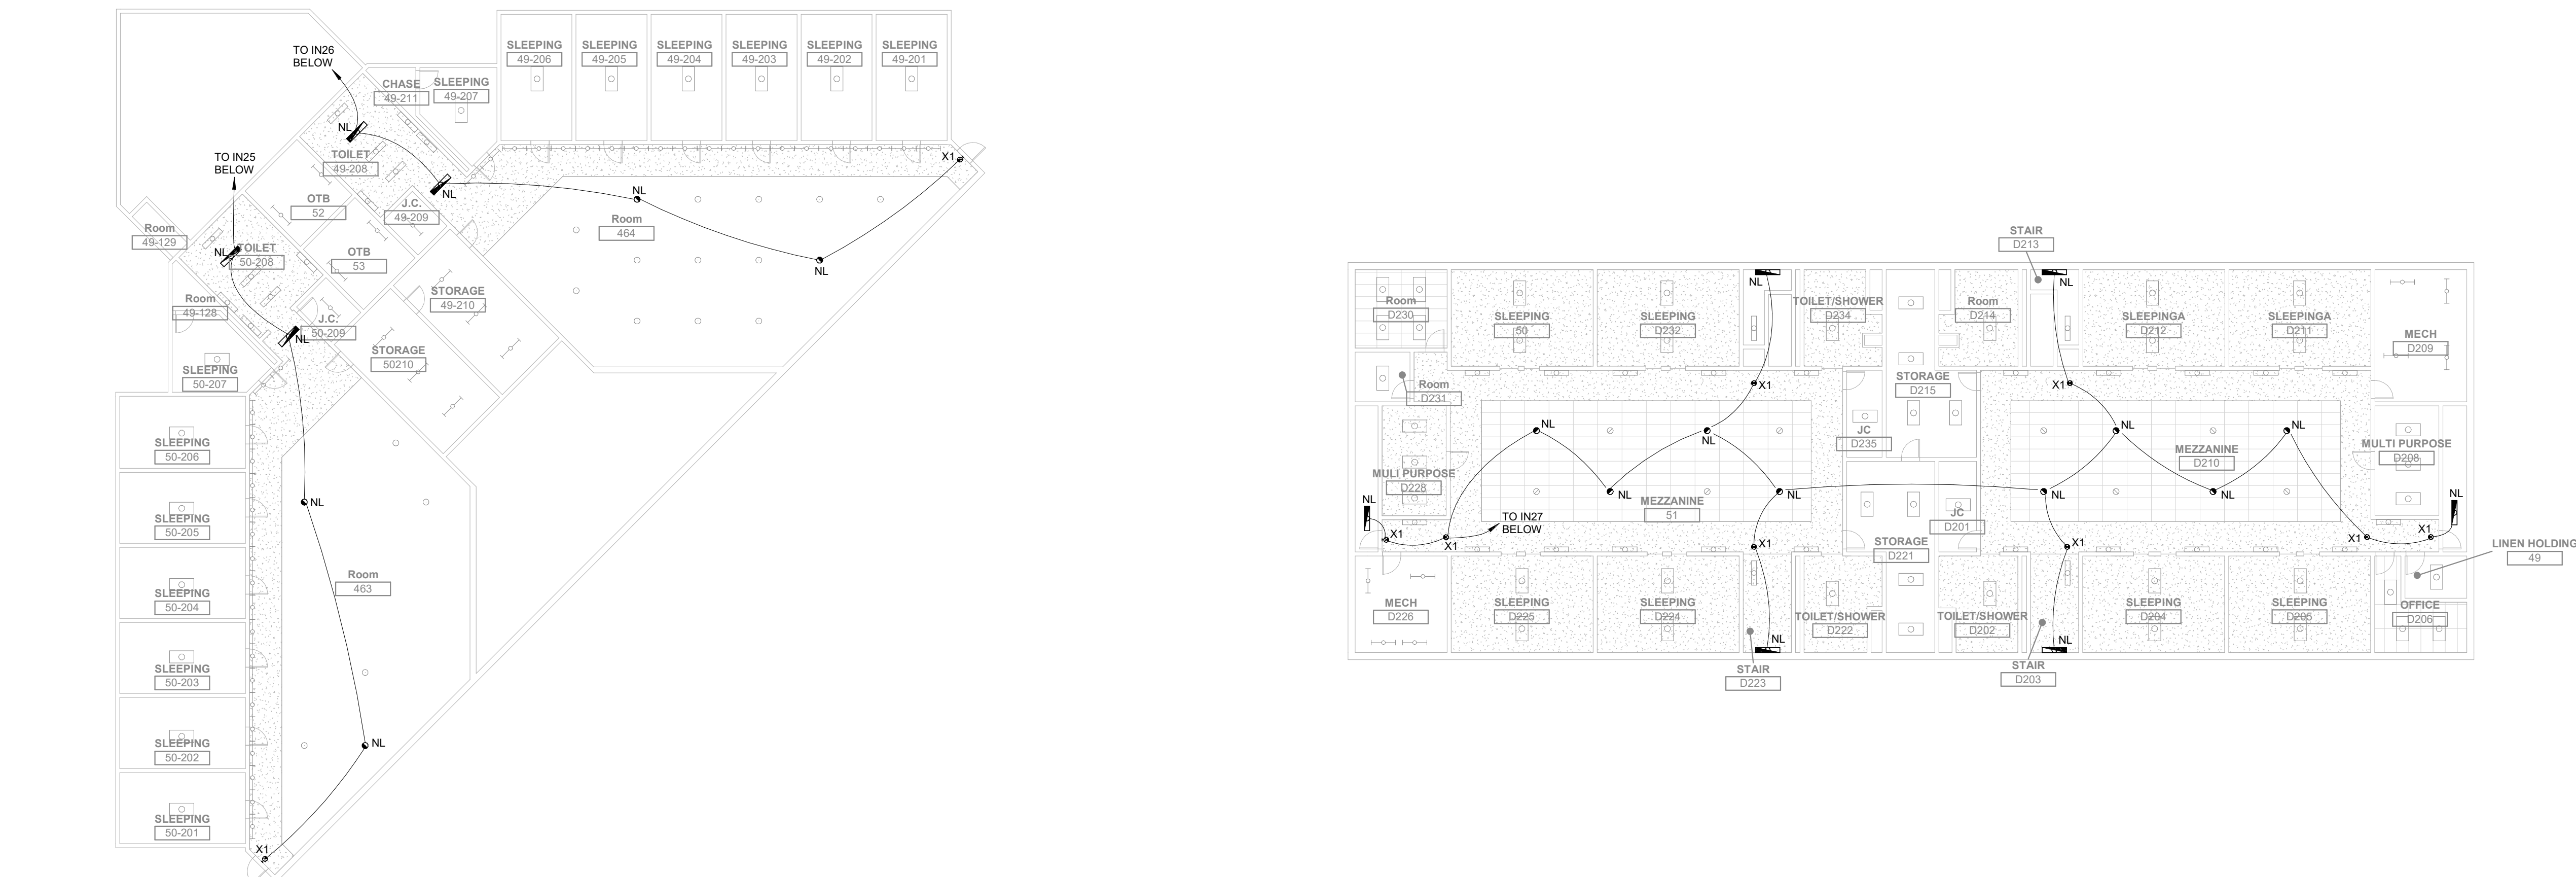 TO IN26
BELOW
CHASE
49-211
SLEEPING
49-207
SLEEPING
49-206
SLEEPING
49-205
SLEEPING
49-204
SLEEPING
49-203
SLEEPING
49-202
SLEEPING
49-201
NL
TOILET
49-208
TO IN25
BELOW
X1
NL
NL
OTB
52
J.C.
49-209
Room
464
Room
49-129
NL
TOILET
50-208
OTB
53
NL
STORAGE
49-210
Room
49-128
J.C.
50-209
NL
STORAGE
50210
SLEEPING
50-207
SLEEPING
50-206
NL
SLEEPING
50-205
SLEEPING
50-204
Room
463
SLEEPING
50-203
SLEEPING
50-202
NL
SLEEPING
50-201
X1
STAIR
D213
NL
NL
Room
D230
SLEEPING
50
SLEEPING
D232
TOILET/SHOWER
D234
Room
D214
SLEEPINGA
D212
SLEEPINGA
D211
MECH
D209
Room
D231
X1
STORAGE
D215
X1
NL
NL
JC
D235
NL
NL
MEZZANINE
D210
MULTI PURPOSE
D208
MULI PURPOSE
D228
NL
NL
NL
NL
NL
NL
MEZZANINE
51
TO IN27
BELOW
JC
D201
X1
X1
X1
STORAGE
D221
X1
X1
X1
LINEN HOLDING
49
MECH
D226
SLEEPING
D225
SLEEPING
D224
TOILET/SHOWER
D222
TOILET/SHOWER
D202
SLEEPING
D204
SLEEPING
D205
OFFICE
D206
NL
NL
STAIR
D223
STAIR
D203